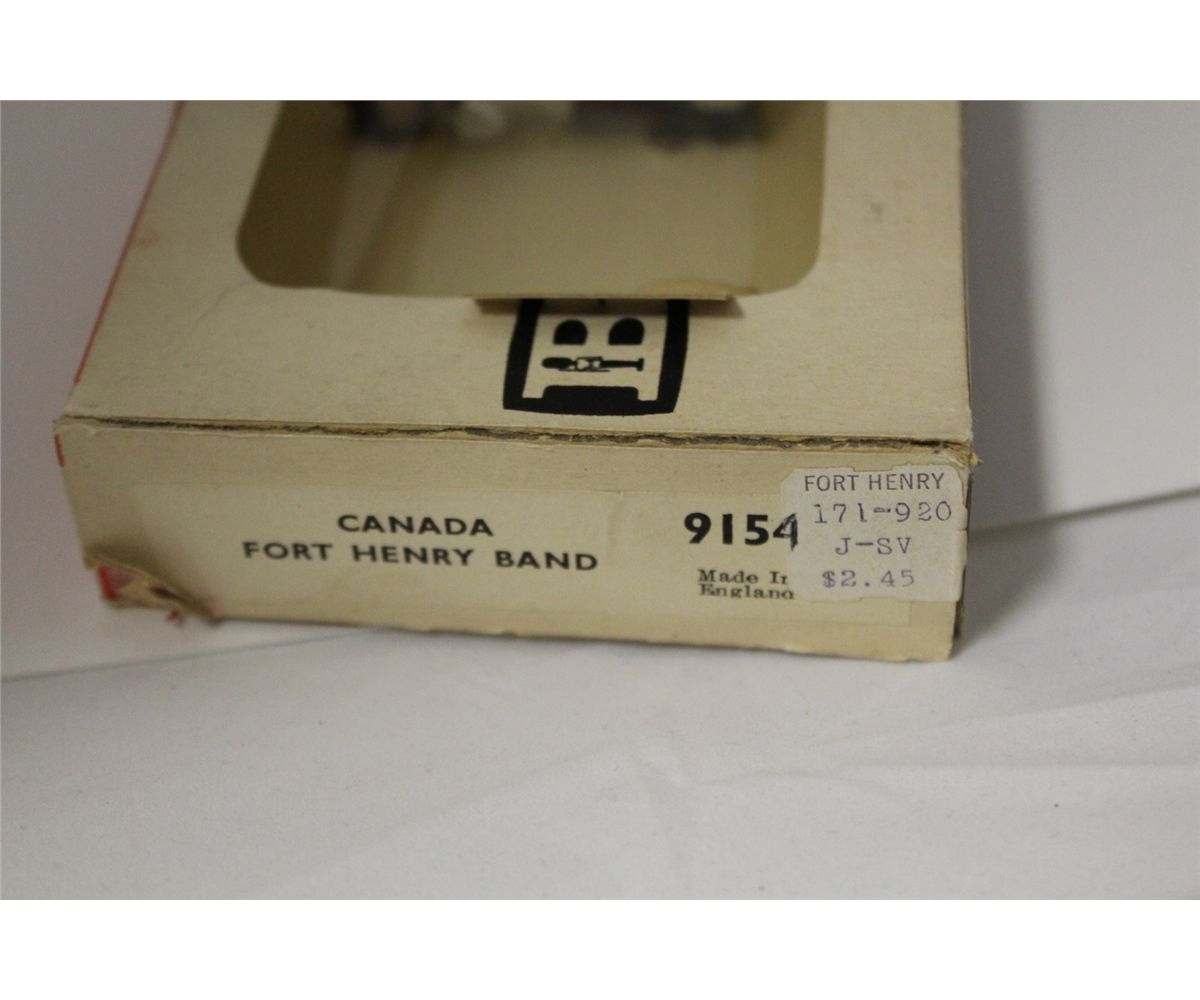 B
CANADA
FORT HENRY BAND
9154
Made In
England
FORT HENRY
171-920
J-SV
$2.45